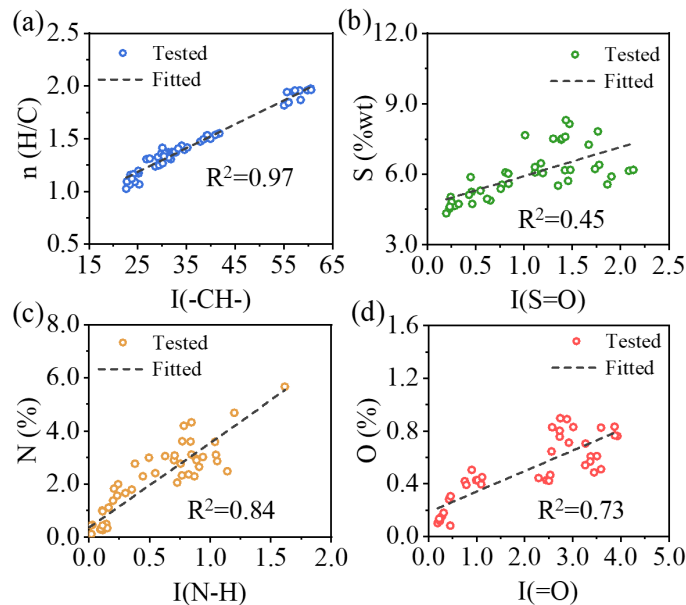 (a)
2.5
2.0
1.5
1.0
0.5
n (H/C)
Tested
Fitted
R²=0.97
15 25 35 45 55 65
I(-CH-)
(b)
12.0
9.0
6.0
3.0
S (%wt)
Tested
Fitted
R²=0.45
0.0 0.5 1.0 1.5 2.0 2.5
I(S=O)
(c)
8.0
6.0
4.0
2.0
0.0
N (%)
Tested
Fitted
R²=0.84
0.0 0.5 1.0 1.5 2.0
I(N-H)
(d)
1.6
1.2
0.8
0.4
0.0
O (%)
Tested
Fitted
R²=0.73
0.0 1.0 2.0 3.0 4.0 5.0
I(=O)